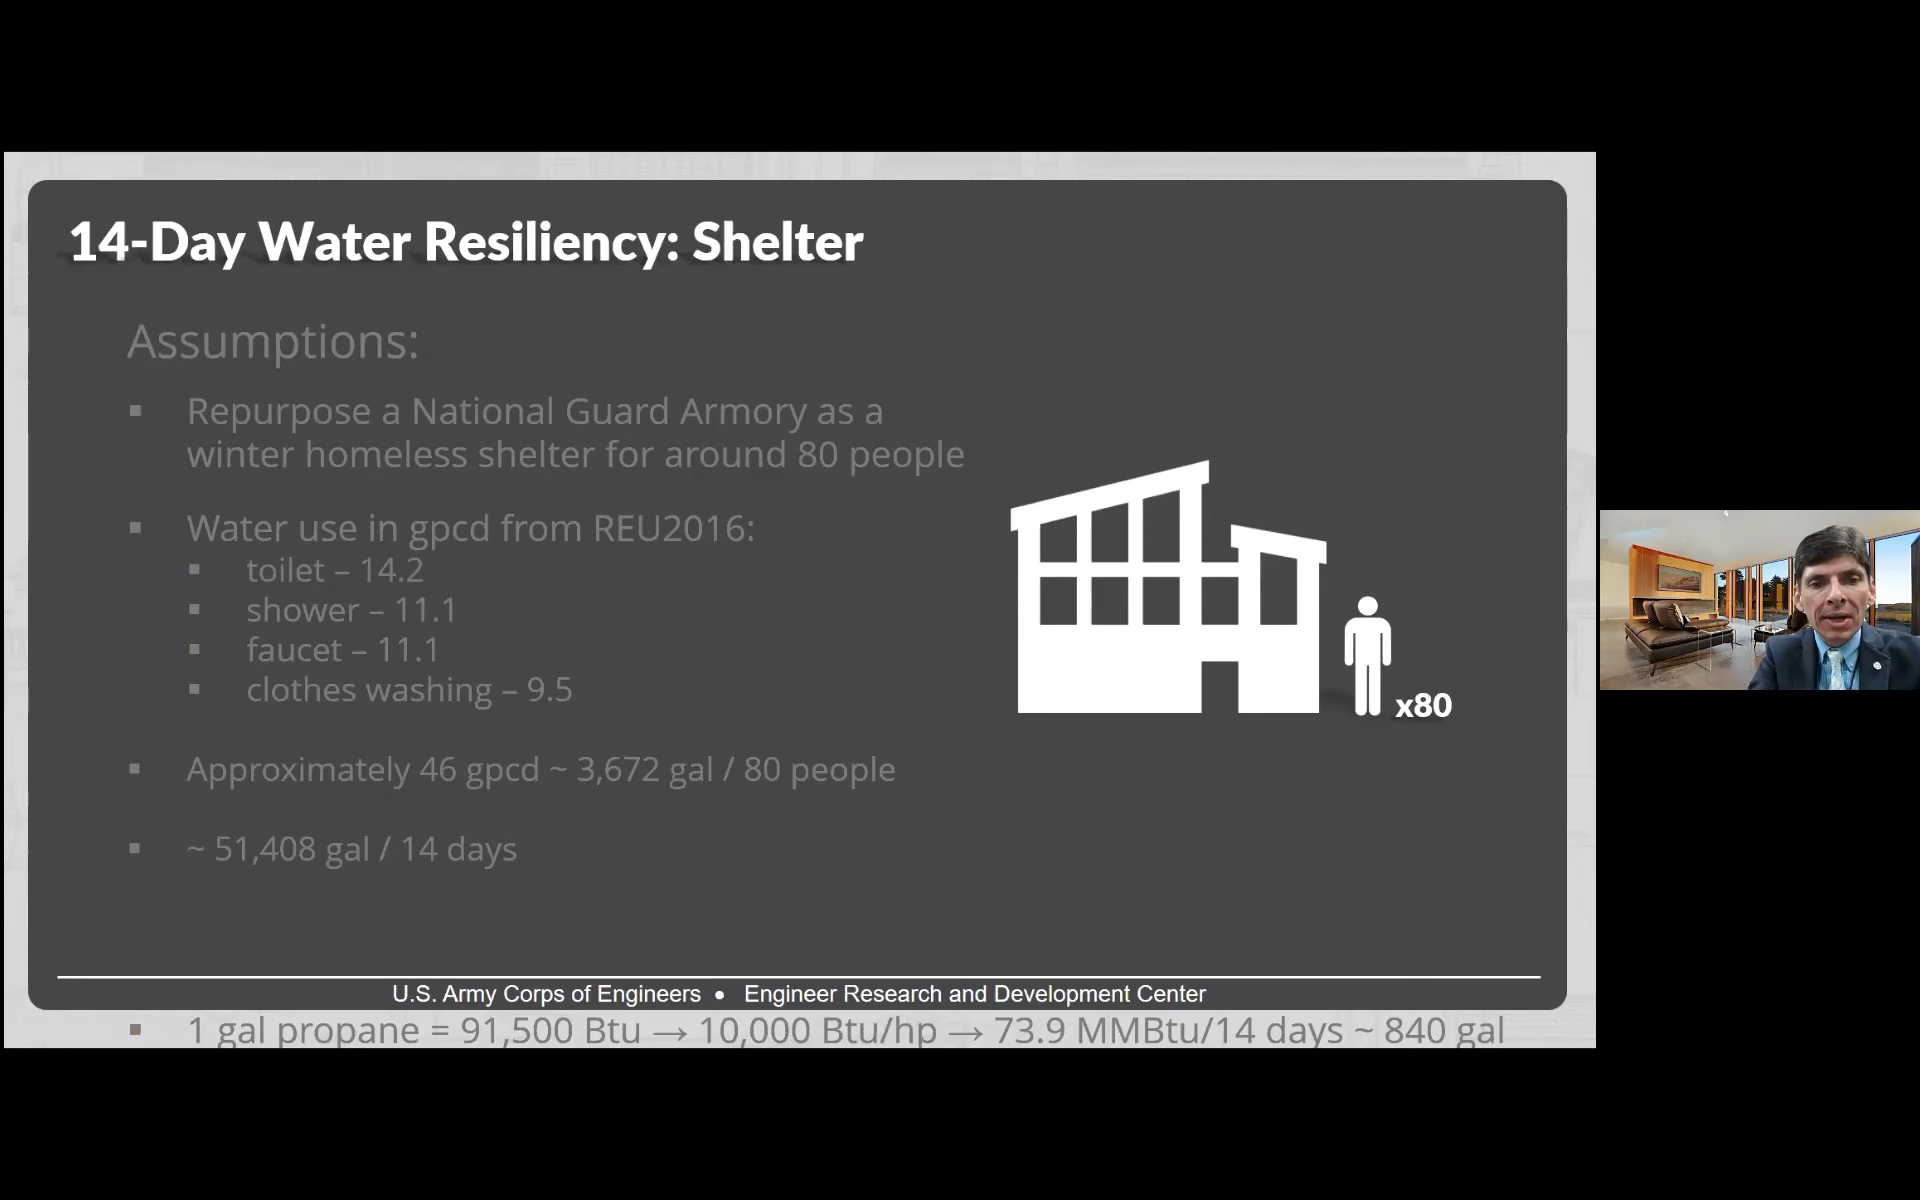 14-Day Water Resiliency: Shelter
Assumptions:
▪ Repurpose a National Guard Armory as a
winter homeless shelter for around 80 people
▪ Water use in gpcd from REU2016:
▪ toilet – 14.2
▪ shower – 11.1
▪ faucet – 11.1
▪ clothes washing – 9.5
▪ Approximately 46 gpcd ~ 3,672 gal / 80 people
▪ ~ 51,408 gal / 14 days
x80
U.S. Army Corps of Engineers • Engineer Research and Development Center
▪ 1 gal propane = 91,500 Btu → 10,000 Btu/hp → 73.9 MMBtu/14 days ~ 840 gal